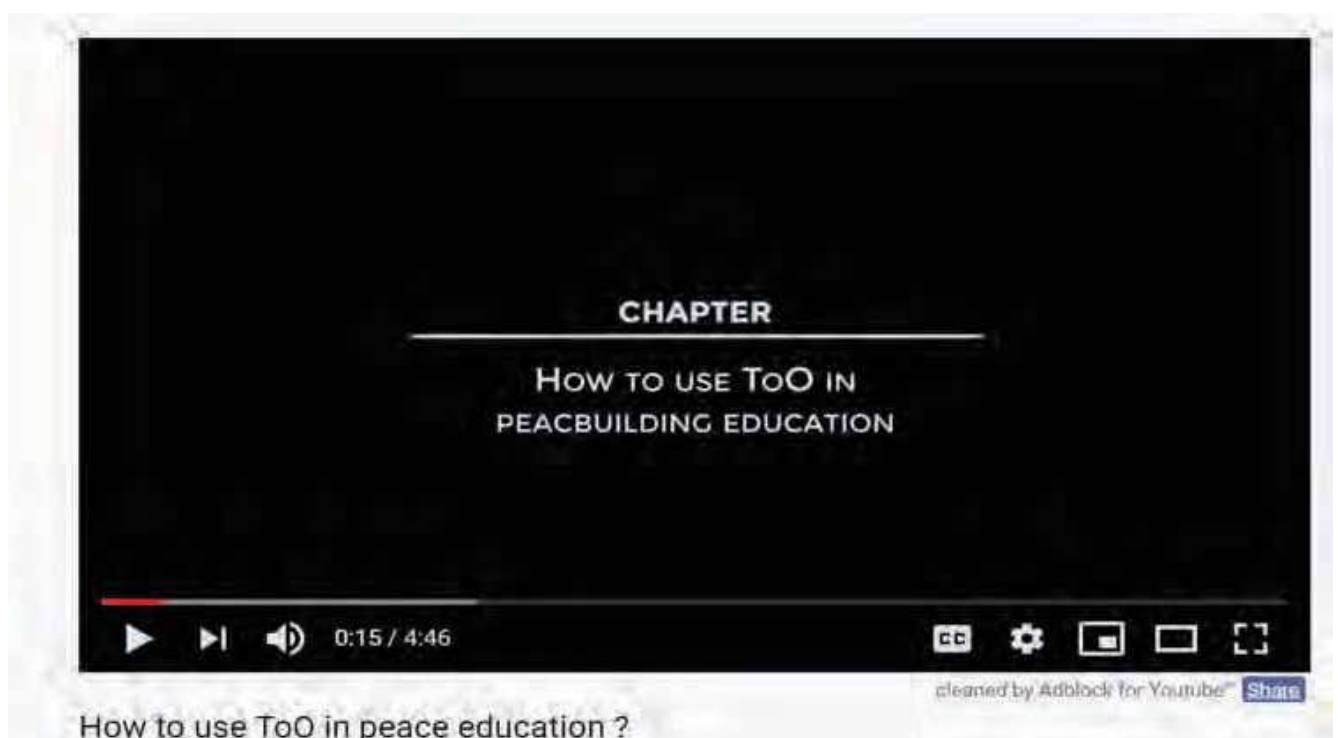 CHAPTER
HOW TO USE TOO IN
PEACBUILDING EDUCATION
0:15 / 4:46
CC
cleaned by Adblock for Youtube™ Share
How to use ToO in peace education ?